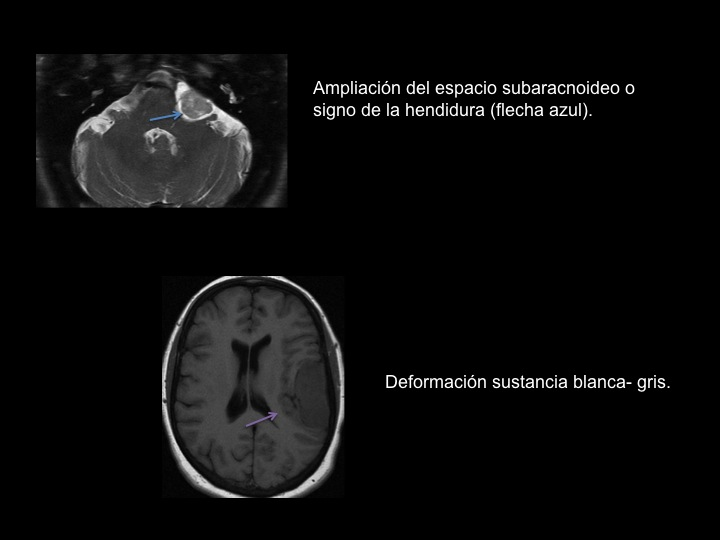 Ampliación del espacio subaracnoideo o
signo de la hendidura (flecha azul).
Deformación sustancia blanca- gris.